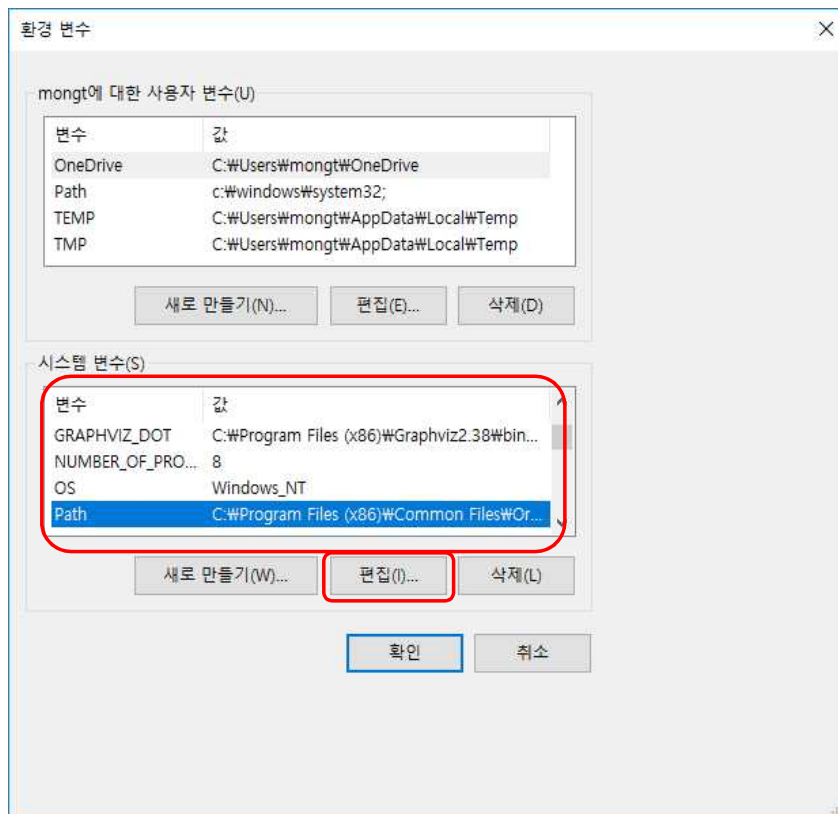 환경 변수
mongt에 대한 사용자 변수(U)
변수 값
OneDrive C:₩Users₩mongt₩OneDrive
Path c:₩windows₩system32;
TEMP C:₩Users₩mongt₩AppData₩Local₩Temp
TMP C:₩Users₩mongt₩AppData₩Local₩Temp
새로 만들기(N)... 편집(E)... 삭제(D)
시스템 변수(S)
변수 값
GRAPHVIZ_DOT C:₩Program Files (x86)₩Graphviz2.38₩bin...
NUMBER_OF_PRO... 8
OS Windows_NT
Path C:₩Program Files (x86)₩Common Files₩Or...
새로 만들기(W)... 편집(I)... 삭제(L)
확인 취소